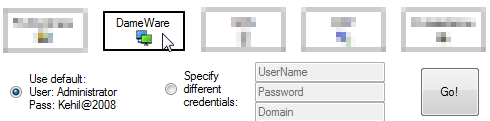 DameWare
Use default:
User: Administrator
Pass: Kehil@2008
Specify
different
credentials:
UserName
Password
Domain
Go!